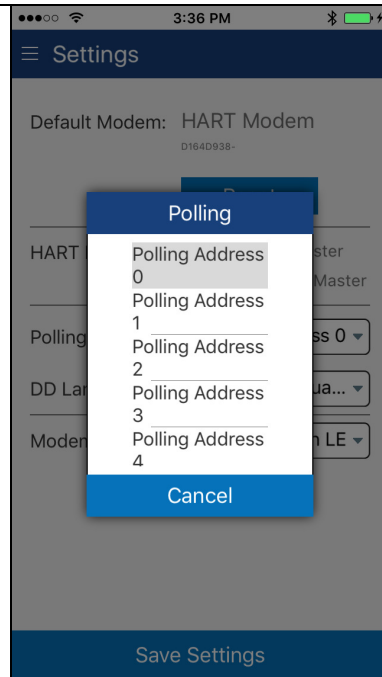 3:36 PM
Settings
Default Modem: HART Modem
D164D938-
Polling
HART
ster
Master
Polling Address
0
Polling Address
1
Polling Address
2
Polling Address
3
Polling Address
4
Polling
ss 0
DD Lan
ua...
Modem
n LE
Cancel
Save Settings